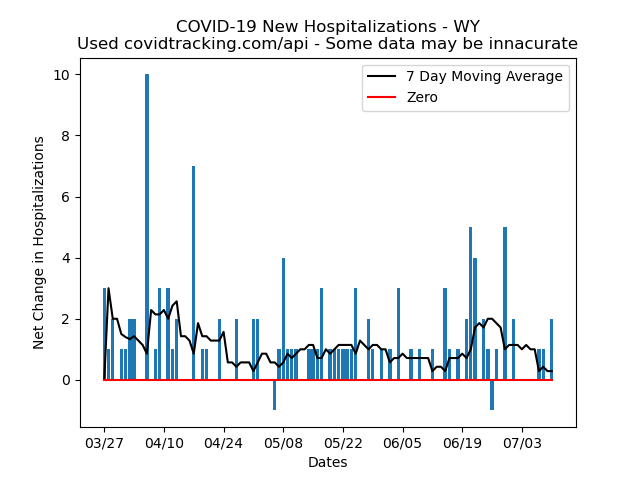 COVID-19 New Hospitalizations - WY
Used covidtracking.com/api - Some data may be innacurate
7 Day Moving Average
Zero
Net Change in Hospitalizations
10
8
6
4
2
0
03/27 04/10 04/24 05/08 05/22 06/05 06/19 07/03
Dates